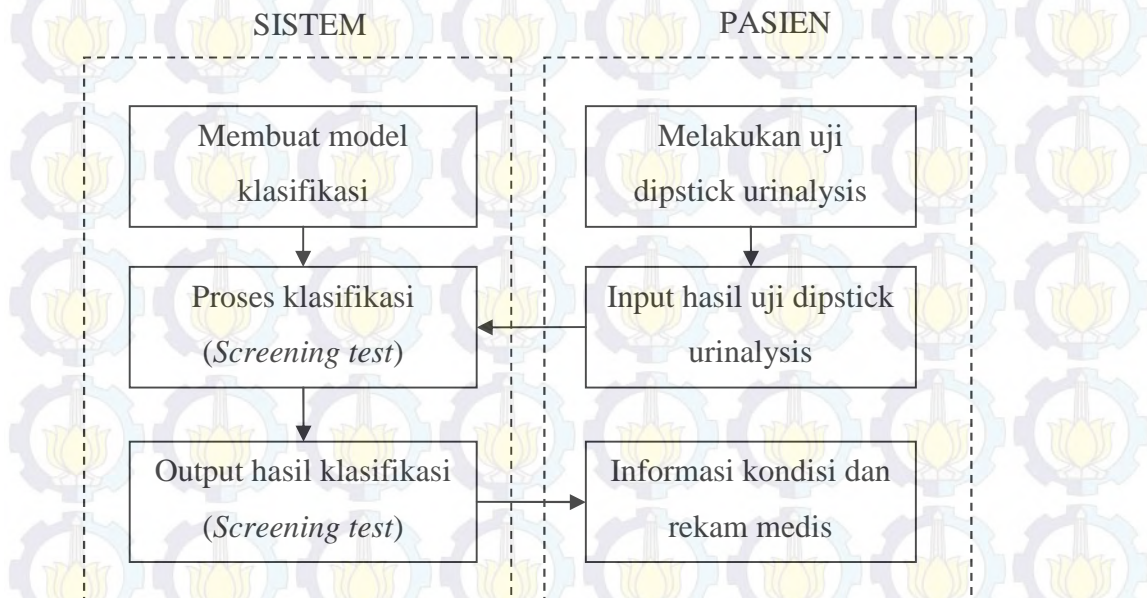 SISTEM
Membuat model
klasifikasi
Proses klasifikasi
(Screening test)
Output hasil klasifikasi
(Screening test)
PASIEN
Melakukan uji
dipstick urinalysis
Input hasil uji dipstick
urinalysis
Informasi kondisi dan
rekam medis